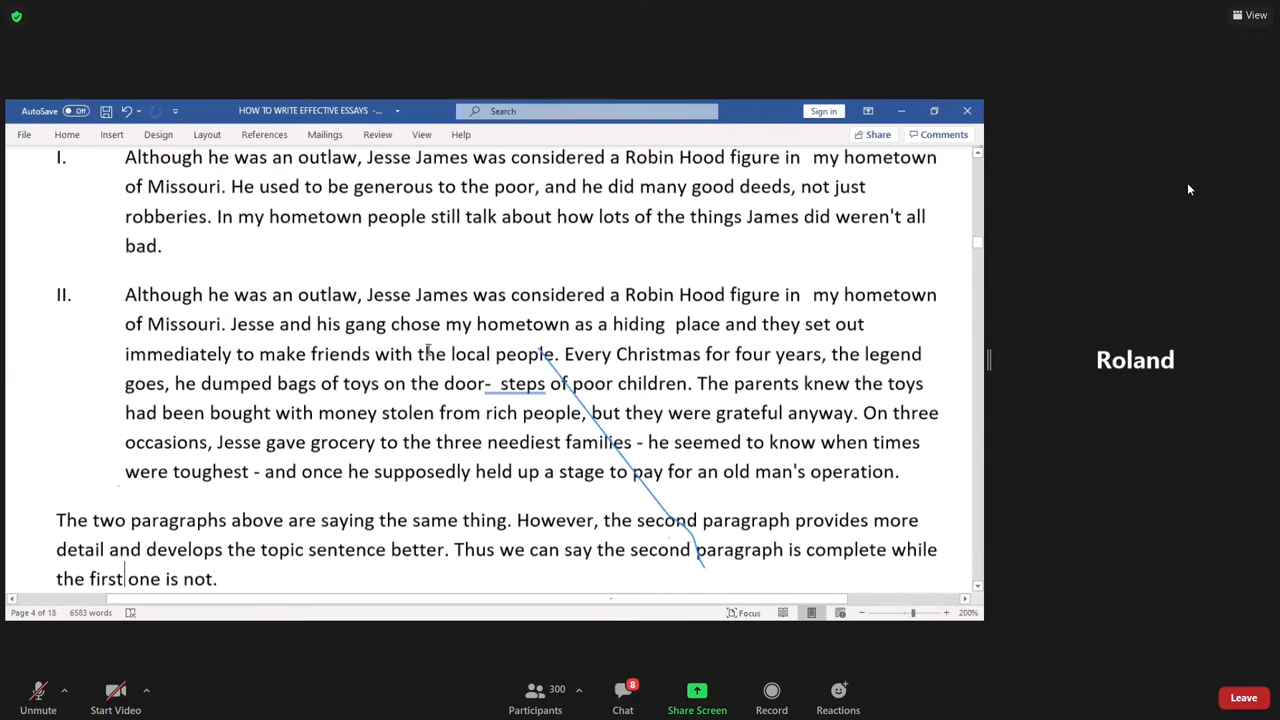 View
AutoSave Off HOW TO WRITE EFFECTIVE ESSAYS -... Search Sign in
File Home Insert Design Layout References Mailings Review View Help Share Comments
I. Although he was an outlaw, Jesse James was considered a Robin Hood figure in my hometown
of Missouri. He used to be generous to the poor, and he did many good deeds, not just
robberies. In my hometown people still talk about how lots of the things James did weren't all
bad.
II. Although he was an outlaw, Jesse James was considered a Robin Hood figure in my hometown
of Missouri. Jesse and his gang chose my hometown as a hiding place and they set out
immediately to make friends with the local people. Every Christmas for four years, the legend
goes, he dumped bags of toys on the door- steps of poor children. The parents knew the toys
had been bought with money stolen from rich people, but they were grateful anyway. On three
occasions, Jesse gave grocery to the three neediest families - he seemed to know when times
were toughest - and once he supposedly held up a stage to pay for an old man's operation.
The two paragraphs above are saying the same thing. However, the second paragraph provides more
detail and develops the topic sentence better. Thus we can say the second paragraph is complete while
the first one is not.
Roland
Page 4 of 18 6583 words Focus 200%
Unmute Start Video 300 Participants 8 Chat Share Screen Record Reactions Leave